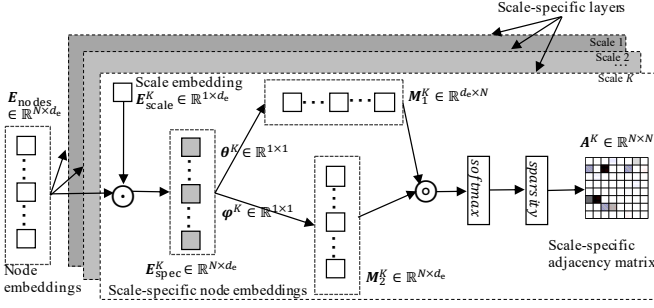 Scale-specific layers
Scale 1
Scale 2
...
Scale K
E_nodes
∈ ℝ^{N×d_e}
Scale embedding
E^K_scale ∈ ℝ^{1×d_e}
M^K_1 ∈ ℝ^{d_e×N}
θ^K ∈ ℝ^{1×1}
φ^K ∈ ℝ^{1×1}
softmax
sparsity
A^K ∈ ℝ^{N×N}
Node
embeddings
E^K_spec ∈ ℝ^{N×d_e}
M^K_2 ∈ ℝ^{N×d_e}
Scale-specific
adjacency matrix
Scale-specific node embeddings